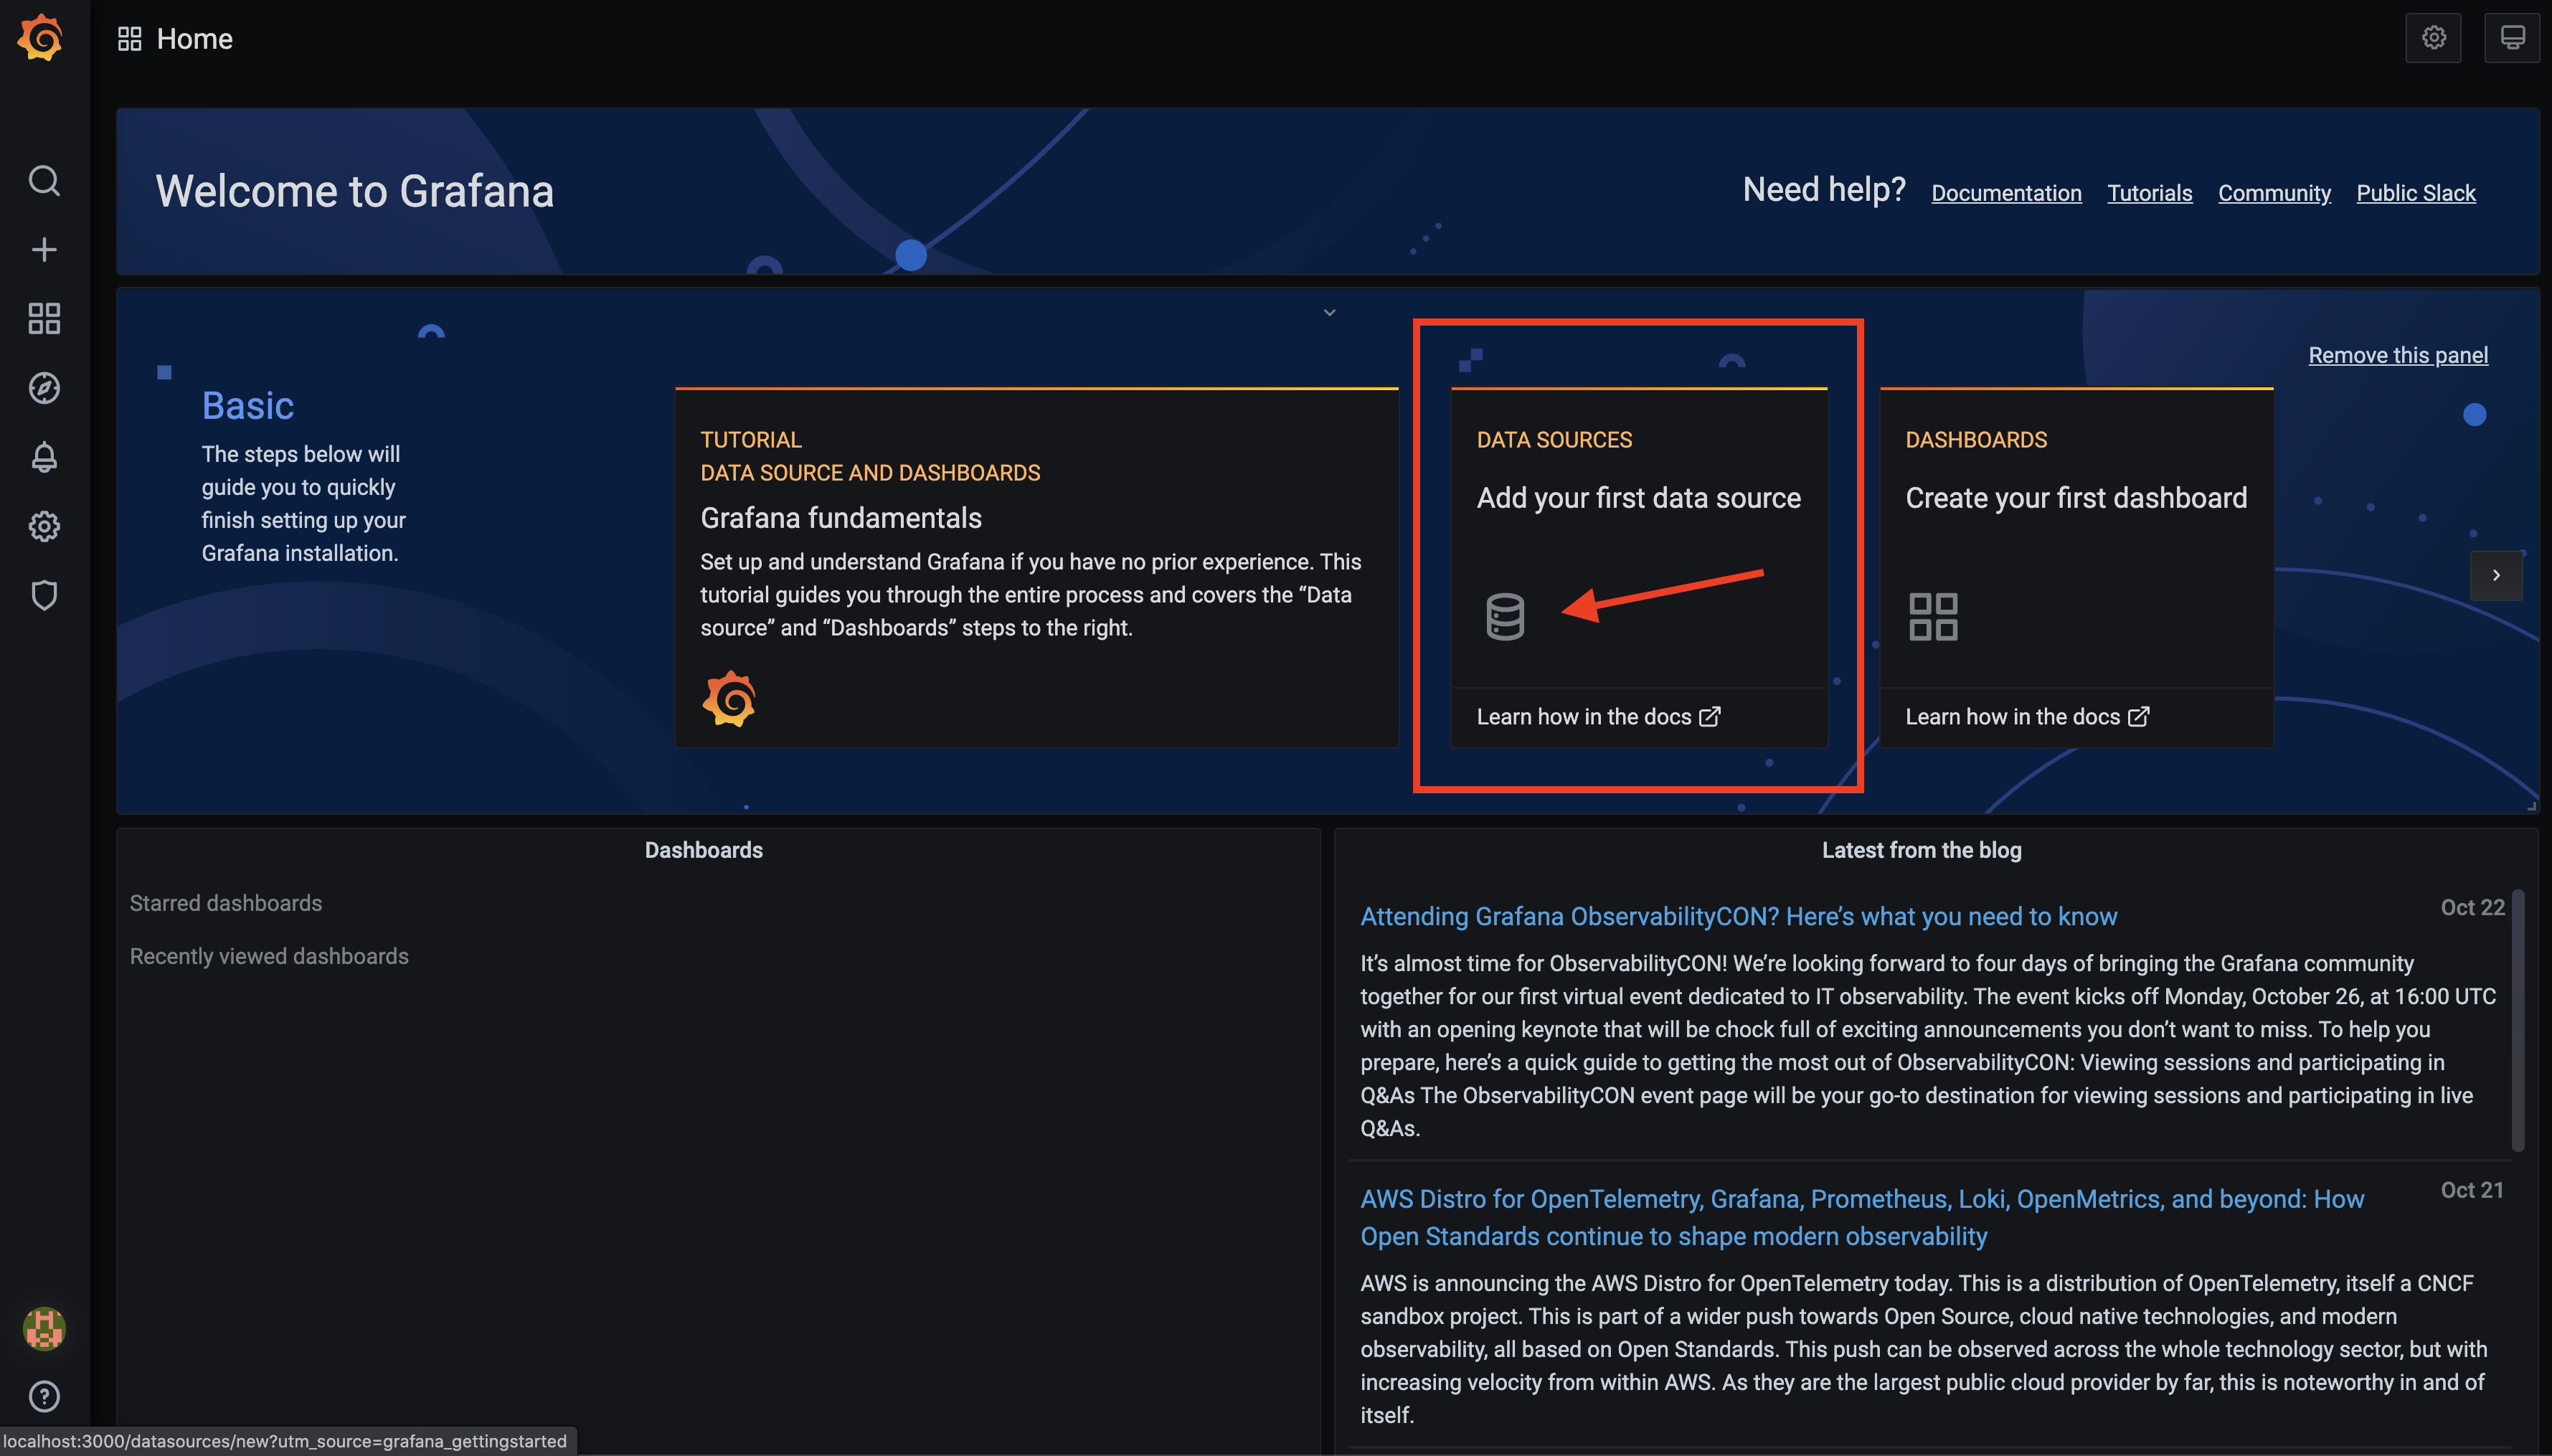 Home
Welcome to Grafana
Need help?
Documentation
Tutorials
Community
Public Slack
Remove this panel
Basic
The steps below will
guide you to quickly
finish setting up your
Grafana installation.
TUTORIAL
DATA SOURCE AND DASHBOARDS
Grafana fundamentals
Set up and understand Grafana if you have no prior experience. This
tutorial guides you through the entire process and covers the “Data
source” and “Dashboards” steps to the right.
DATA SOURCES
Add your first data source
Learn how in the docs
DASHBOARDS
Create your first dashboard
Learn how in the docs
Dashboards
Starred dashboards
Recently viewed dashboards
Latest from the blog
Attending Grafana ObservabilityCON? Here’s what you need to know
Oct 22
It’s almost time for ObservabilityCON! We’re looking forward to four days of bringing the Grafana community
together for our first virtual event dedicated to IT observability. The event kicks off Monday, October 26, at 16:00 UTC
with an opening keynote that will be chock full of exciting announcements you don’t want to miss. To help you
prepare, here’s a quick guide to getting the most out of ObservabilityCON: Viewing sessions and participating in
Q&As The ObservabilityCON event page will be your go-to destination for viewing sessions and participating in live
Q&As.
AWS Distro for OpenTelemetry, Grafana, Prometheus, Loki, OpenMetrics, and beyond: How
Open Standards continue to shape modern observability
Oct 21
AWS is announcing the AWS Distro for OpenTelemetry today. This is a distribution of OpenTelemetry, itself a CNCF
sandbox project. This is part of a wider push towards Open Source, cloud native technologies, and modern
observability, all based on Open Standards. This push can be observed across the whole technology sector, but with
increasing velocity from within AWS. As they are the largest public cloud provider by far, this is noteworthy in and of
itself.
localhost:3000/datasources/new?utm_source=grafana_gettingstarted